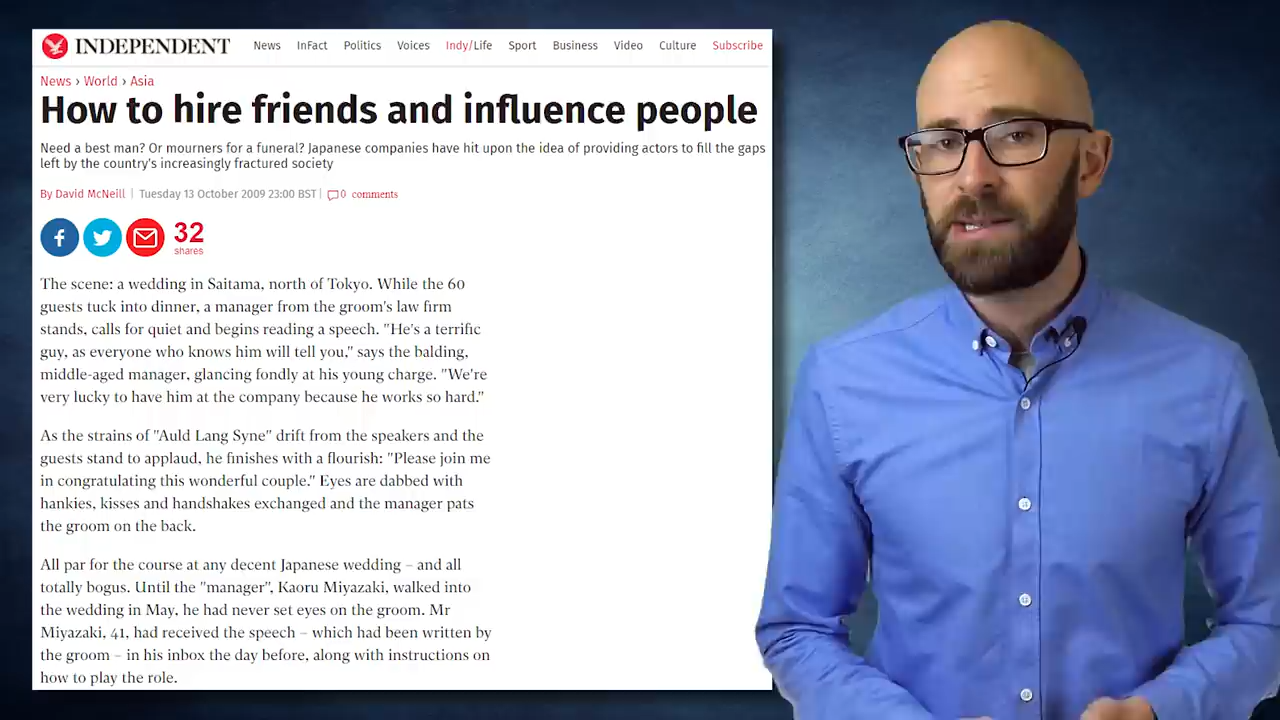 INDEPENDENT News InFact Politics Voices Indy/Life Sport Business Video Culture Subscribe
News › World › Asia
How to hire friends and influence people
Need a best man? Or mourners for a funeral? Japanese companies have hit upon the idea of providing actors to fill the gaps
left by the country's increasingly fractured society
By David McNeill | Tuesday 13 October 2009 23:00 BST | 0 comments
32
shares
The scene: a wedding in Saitama, north of Tokyo. While the 60
guests tuck into dinner, a manager from the groom's law firm
stands, calls for quiet and begins reading a speech. "He's a terrific
guy, as everyone who knows him will tell you," says the balding,
middle-aged manager, glancing fondly at his young charge. "We're
very lucky to have him at the company because he works so hard."
As the strains of "Auld Lang Syne" drift from the speakers and the
guests stand to applaud, he finishes with a flourish: "Please join me
in congratulating this wonderful couple." Eyes are dabbed with
hankies, kisses and handshakes exchanged and the manager pats
the groom on the back.
All par for the course at any decent Japanese wedding – and all
totally bogus. Until the "manager", Kaoru Miyazaki, walked into
the wedding in May, he had never set eyes on the groom. Mr
Miyazaki, 41, had received the speech – which had been written by
the groom – in his inbox the day before, along with instructions on
how to play the role.